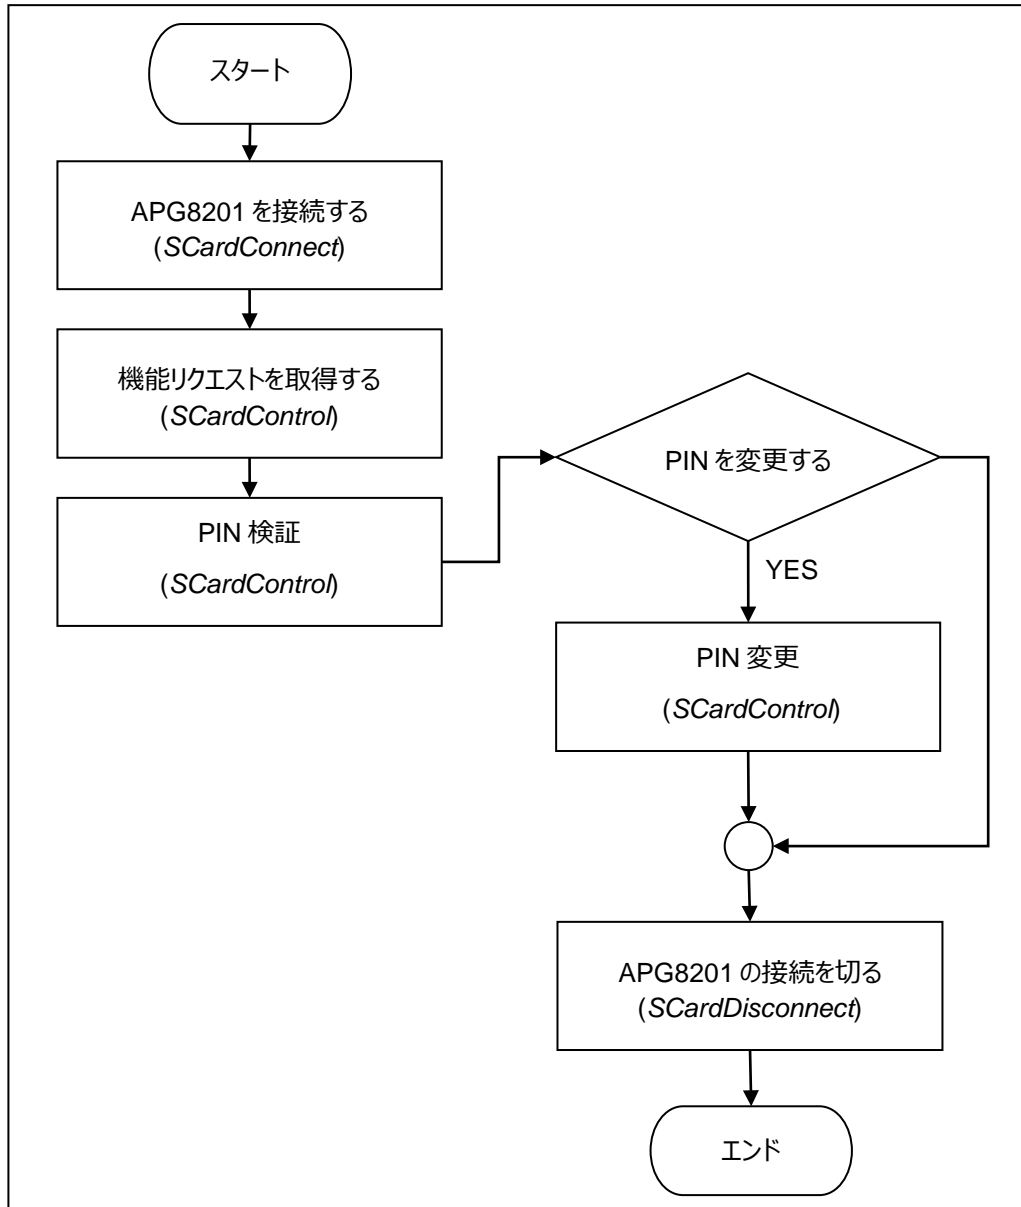 スタート
APG8201 を接続する
(SCardConnect)
機能リクエストを取得する
(SCardControl)
PIN 検証
(SCardControl)
PIN を変更する
YES
PIN 変更
(SCardControl)
APG8201 の接続を切る
(SCardDisconnect)
エンド